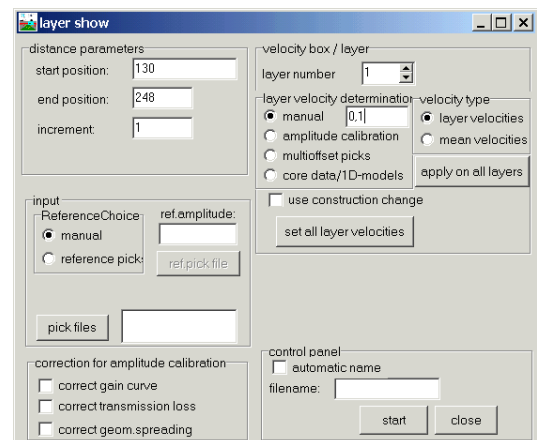 layer show
distance parameters
start position: 130
end position: 248
increment: 1
velocity box / layer
layer number 1
layer velocity determination
manual 0,1
amplitude calibration
multioffset picks
core data/1D-models
velocity type
layer velocities
mean velocities
apply on all layers
use construction change
set all layer velocities
input
ReferenceChoice
manual
reference picks
ref.amplitude:
ref.pick file
pick files
correction for amplitude calibration
correct gain curve
correct transmission loss
correct geom.spreading
control panel
automatic name
filename:
start
close